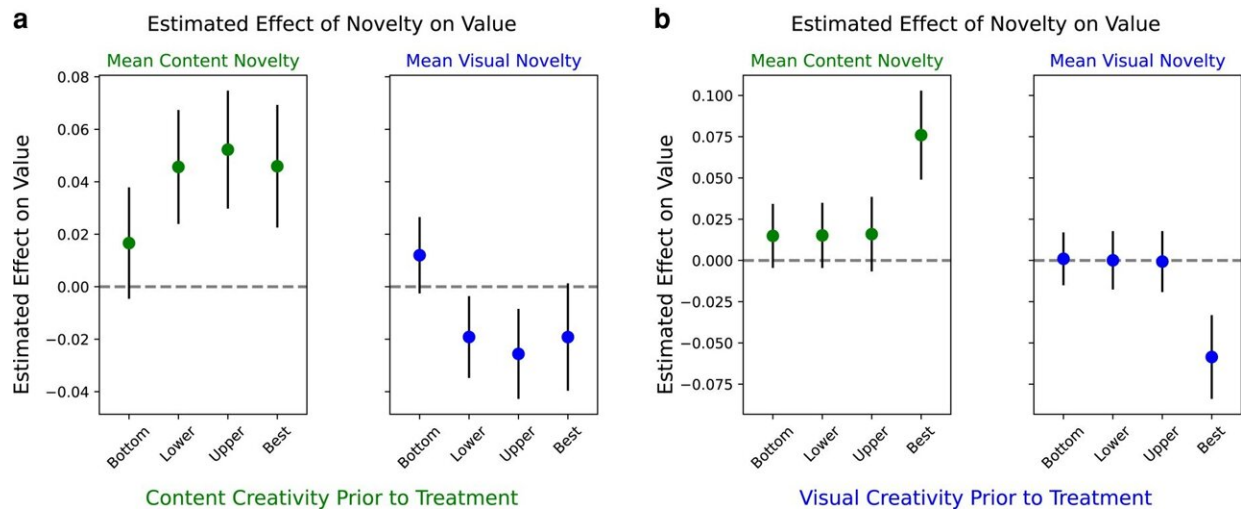 a
Estimated Effect of Novelty on Value
Mean Content Novelty
Mean Visual Novelty
Estimated Effect on Value
0.08
0.06
0.04
0.02
0.00
−0.02
−0.04
Bottom
Lower
Upper
Best
Bottom
Lower
Upper
Best
Content Creativity Prior to Treatment
b
Estimated Effect of Novelty on Value
Mean Content Novelty
Mean Visual Novelty
Estimated Effect on Value
0.100
0.075
0.050
0.025
0.000
−0.025
−0.050
−0.075
Bottom
Lower
Upper
Best
Bottom
Lower
Upper
Best
Visual Creativity Prior to Treatment